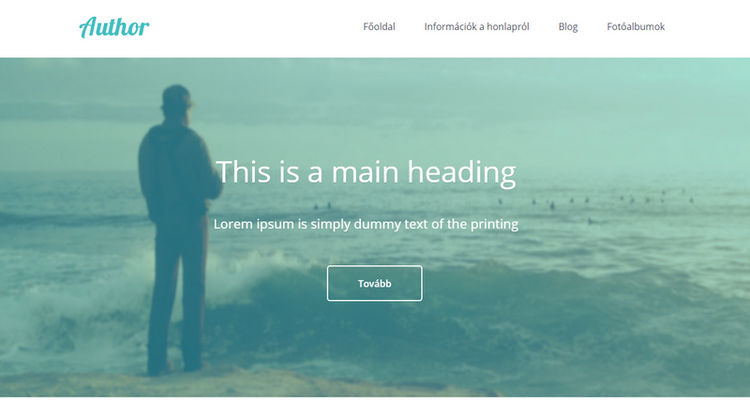 Author
Főoldal
Információk a honlapról
Blog
Fotóalbumok
This is a main heading
Lorem ipsum is simply dummy text of the printing
Tovább